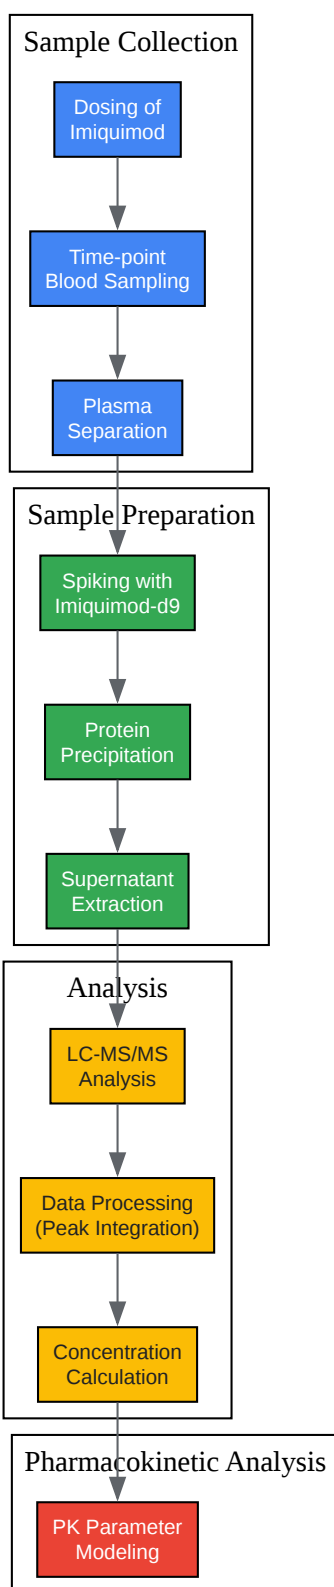 Sample Collection
Dosing of
Imiquimod
Time-point
Blood Sampling
Plasma
Separation
Sample Preparation
Spiking with
Imiquimod-d9
Protein
Precipitation
Supernatant
Extraction
Analysis
LC-MS/MS
Analysis
Data Processing
(Peak Integration)
Concentration
Calculation
Pharmacokinetic Analysis
PK Parameter
Modeling